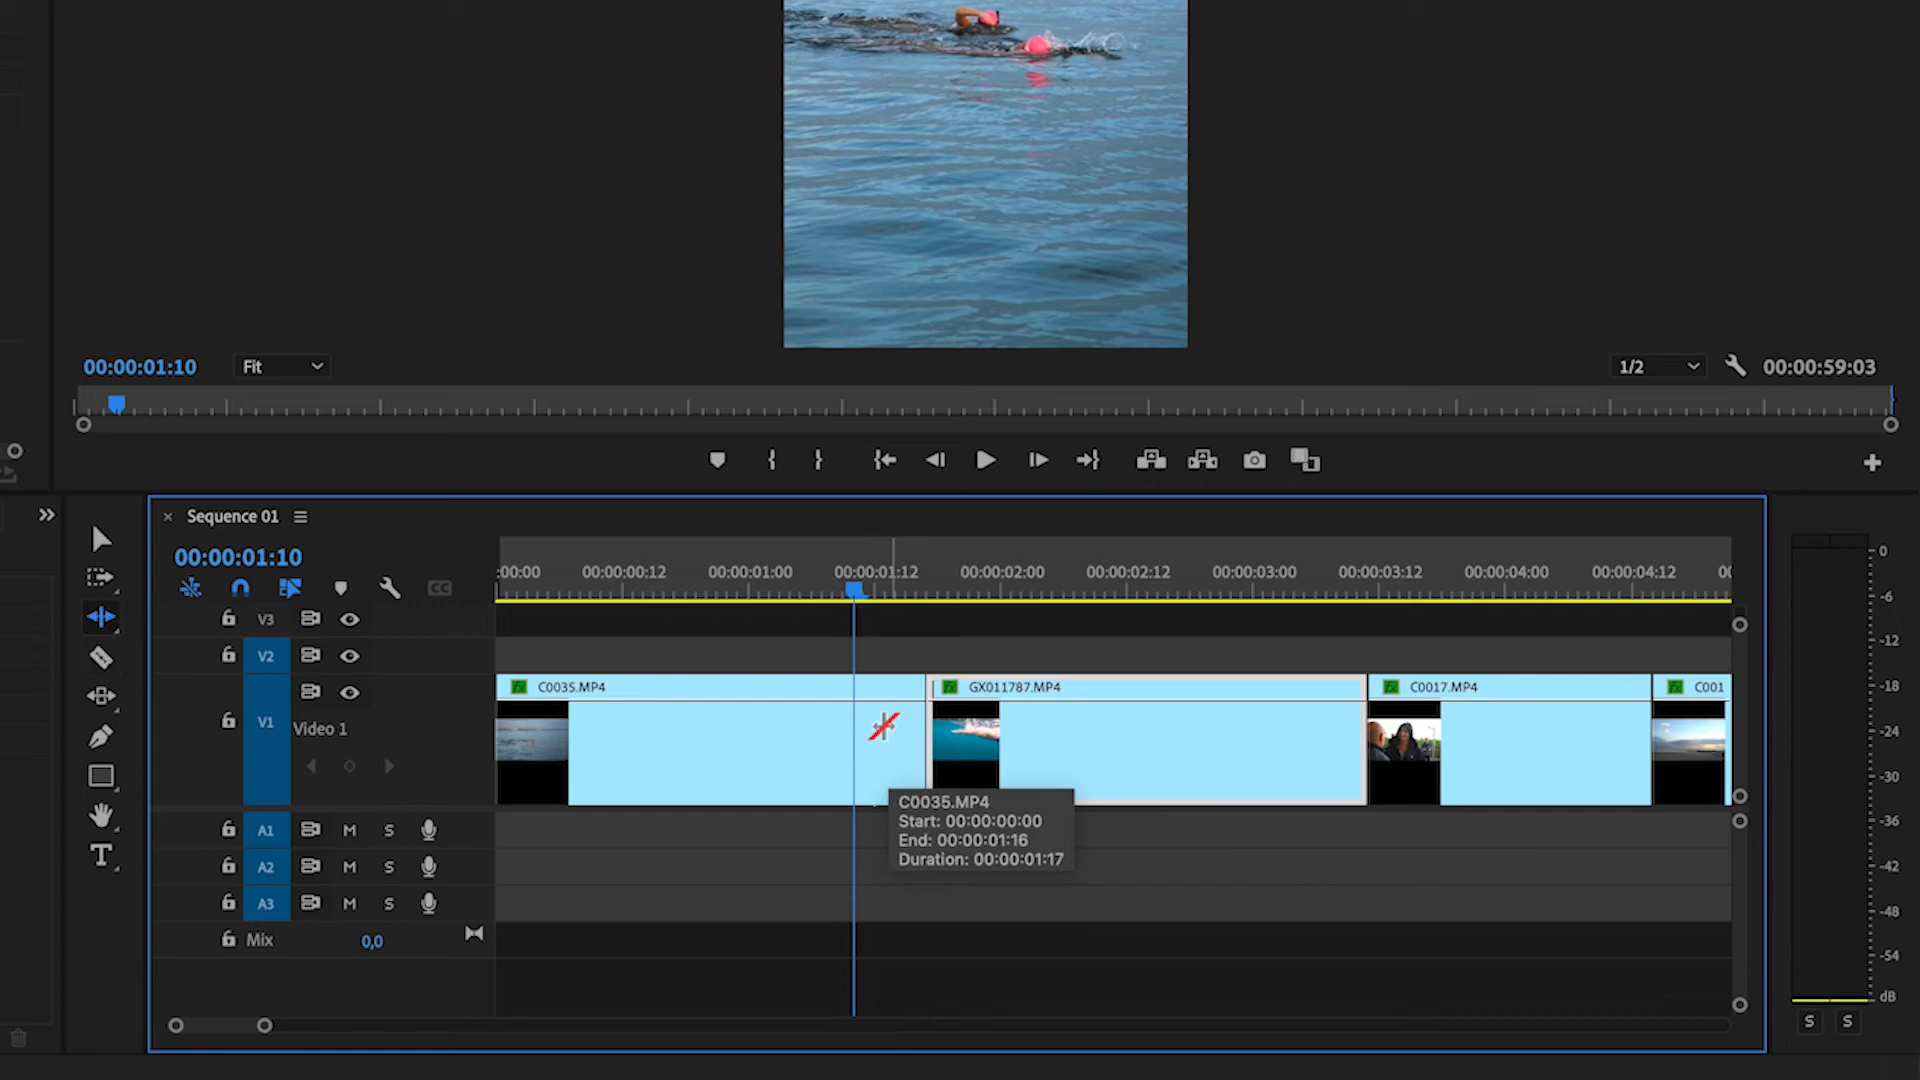 00:00:01:10 Fit 1/2 00:00:59:03
Sequence 01
00:00:01:10
:00:00 00:00:00:12 00:00:01:00 00:00:01:12 00:00:02:00 00:00:02:12 00:00:03:00 00:00:03:12 00:00:04:00 00:00:04:12 00
CC
V3
V2
C0035.MP4 GX011787.MP4 C0017.MP4 C001
V1 Video 1
C0035.MP4
Start: 00:00:00:00
End: 00:00:01:16
Duration: 00:00:01:17
A1 M S
A2 M S
A3 M S
Mix 0,0
T
0
-6
-12
-18
-24
-30
-36
-42
-48
-54
dB
S S